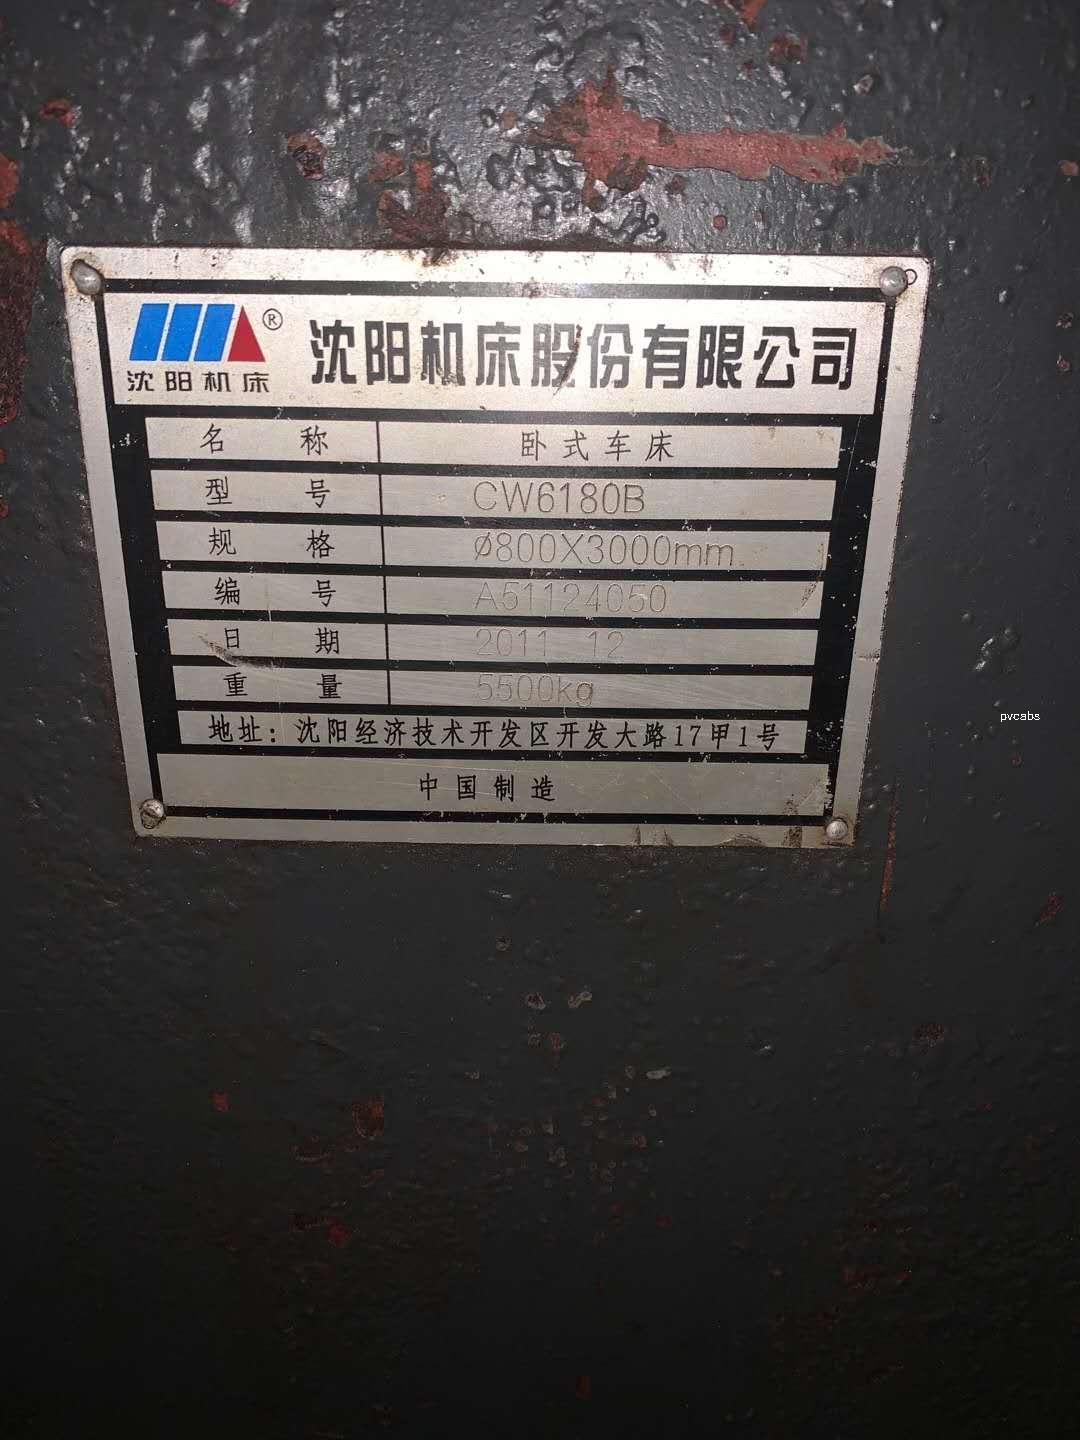 沈阳机床股份有限公司
®
沈阳机床
名 称 卧式车床
型 号 CW6180B
规 格 Ø800X3000mm
编 号 A51124050
日 期 2011 12
重 量 5500kg
地址：沈阳经济技术开发区开发大路17甲1号
中国制造
pvcabs